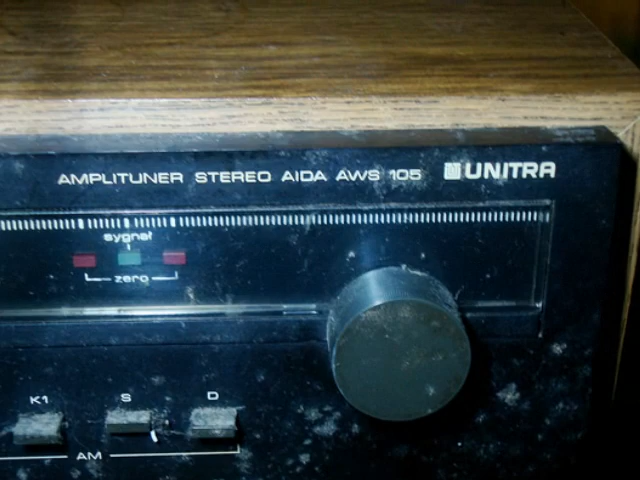 AMPLITUNER STEREO AIDA AWS 105 UNITRA
sygnał
zero
K1 S D
AM